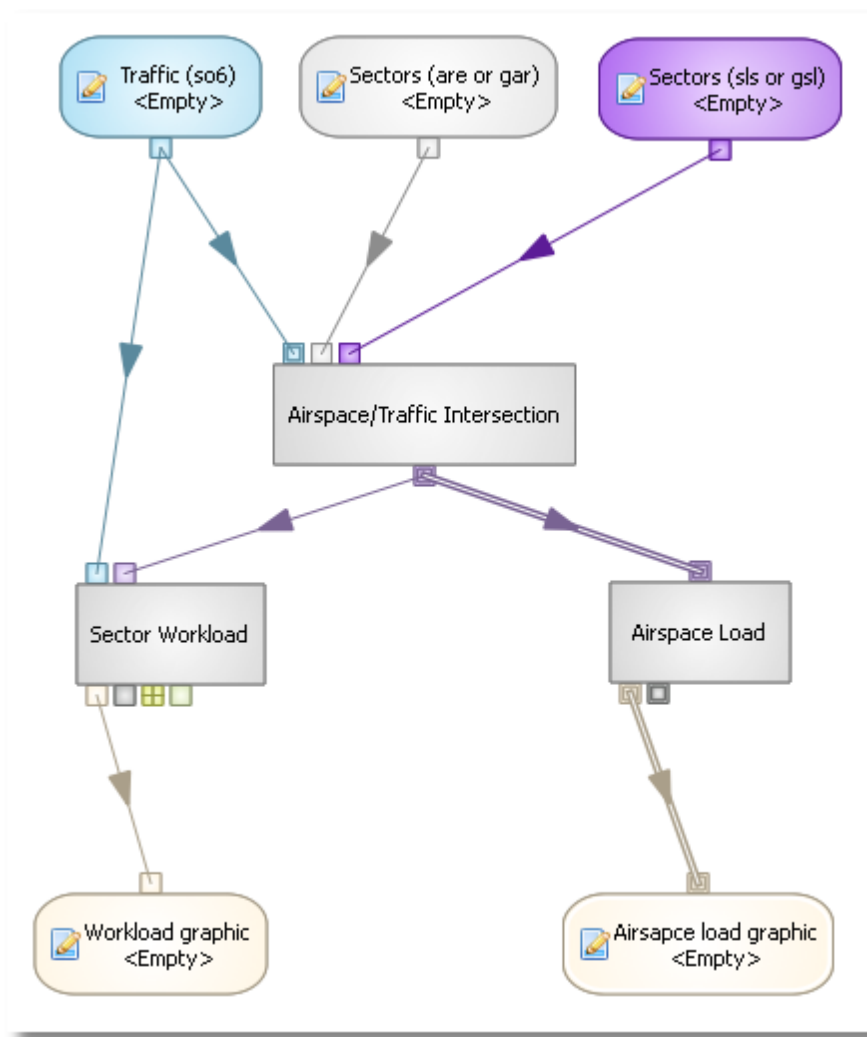 Traffic (so6)
<Empty>
Sectors (are or gar)
<Empty>
Sectors (sls or gsl)
<Empty>
Airspace/Traffic Intersection
Sector Workload
Airspace Load
Workload graphic
<Empty>
Airsapce load graphic
<Empty>